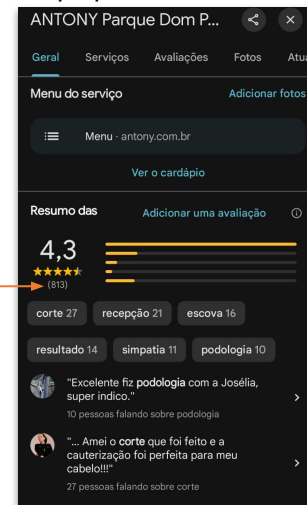 ANTONY Parque Dom P...
Geral Serviços Avaliações Fotos Atua
Menu do serviço Adicionar fotos
Menu · antony.com.br
Ver o cardápio
Resumo das Adicionar uma avaliação
4,3
(813)
corte 27 recepção 21 escova 16
resultado 14 simpatia 11 podologia 10
"Excelente fiz podologia com a Josélia,
super indico."
10 pessoas falando sobre podologia
"... Amei o corte que foi feito e a
cauterização foi perfeita para meu
cabelo!!!"
27 pessoas falando sobre corte